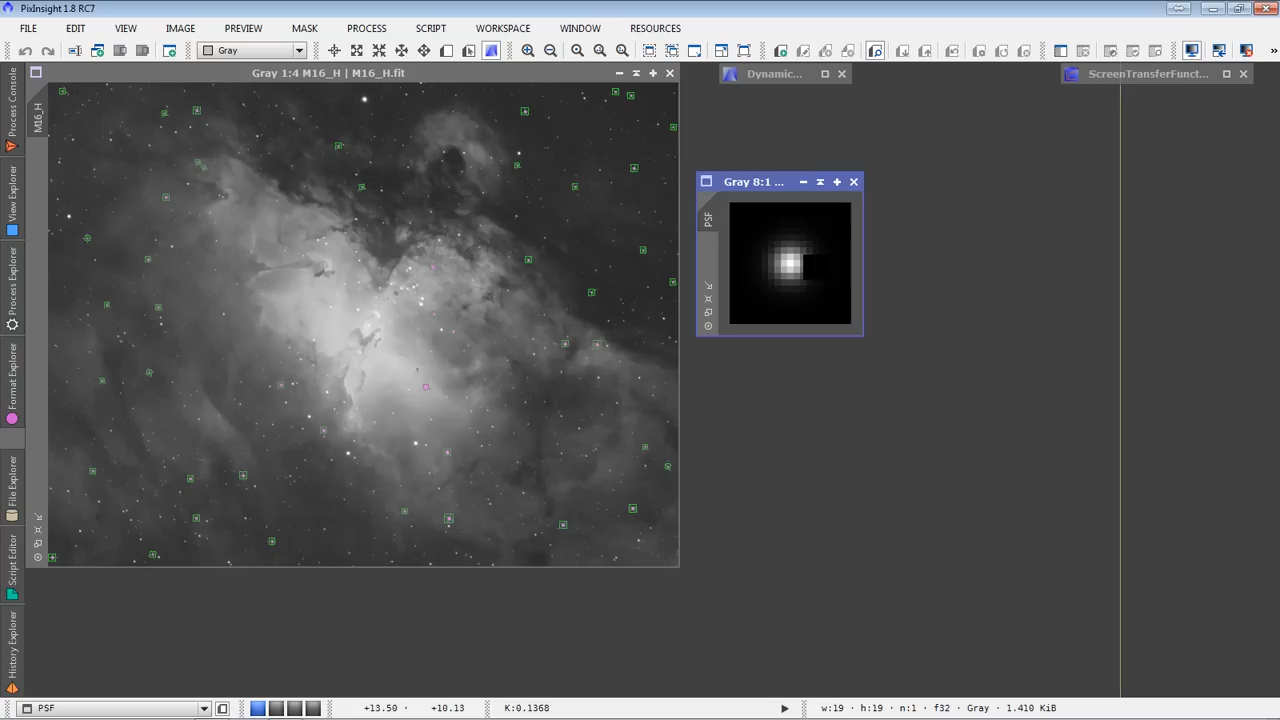 PixInsight 1.8 RC7
FILE EDIT VIEW IMAGE PREVIEW MASK PROCESS SCRIPT WORKSPACE WINDOW RESOURCES
Gray
Process Console
View Explorer
Process Explorer
Format Explorer
File Explorer
Script Editor
History Explorer
Gray 1:4 M16_H | M16_H.fit
M16_H
Dynamic...
ScreenTransferFunct...
Gray 8:1 ...
PSF
PSF
+13.50 · +10.13
K:0.1368
w:19 · h:19 · n:1 · f32 · Gray · 1.410 KiB